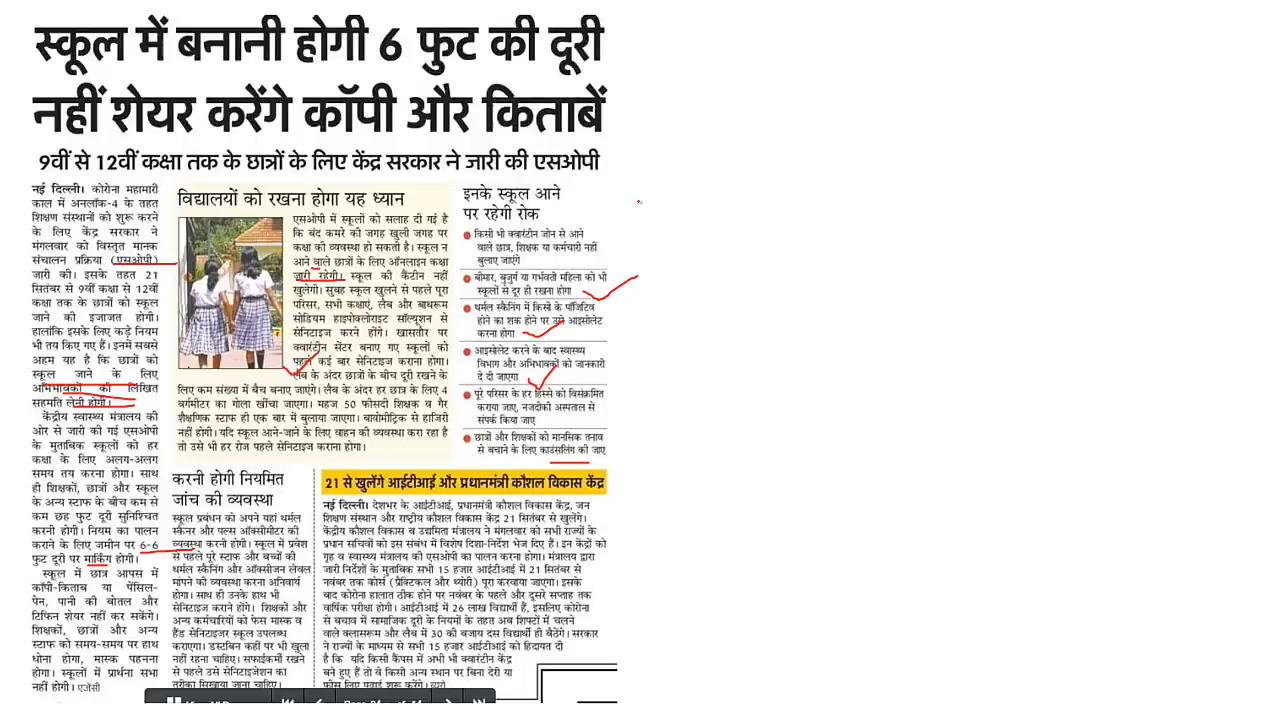 स्कूल में बनानी होगी 6 फुट की दूरी
नहीं शेयर करेंगे कॉपी और किताबें
9वीं से 12वीं कक्षा तक के छात्रों के लिए केंद्र सरकार ने जारी की एसओपी
नई दिल्ली। कोरोना महामारी
काल में अनलॉक-4 के तहत
शिक्षण संस्थानों को शुरू करने
के लिए केंद्र सरकार ने
मंगलवार को विस्तृत मानक
संचालन प्रक्रिया (एसओपी)
जारी की। इसके तहत 21
सितंबर से 9वीं कक्षा से 12वीं
कक्षा तक के छात्रों को स्कूल
जाने की इजाजत होगी।
हालांकि इसके लिए कड़े नियम
भी तय किए गए हैं। इनमें सबसे
अहम यह है कि छात्रों को
स्कूल जाने के लिए
अभिभावकों की लिखित
सहमति लेनी होगी।
केंद्रीय स्वास्थ्य मंत्रालय की
ओर से जारी की गई एसओपी
के मुताबिक स्कूलों को हर
कक्षा के लिए अलग-अलग
समय तय करना होगा। साथ
ही शिक्षकों, छात्रों और स्कूल
के अन्य स्टाफ के बीच कम से
कम छह फुट दूरी सुनिश्चित
करनी होगी। नियम का पालन
कराने के लिए जमीन पर 6-6
फुट दूरी पर मार्किंग होगी।
स्कूल में छात्र आपस में
कॉपी-किताब या पेंसिल-
पेन, पानी की बोतल और
टिफिन शेयर नहीं कर सकेंगे।
शिक्षकों, छात्रों और अन्य
स्टाफ को समय-समय पर हाथ
धोना होगा, मास्क पहनना
होगा। स्कूलों में प्रार्थना सभा
नहीं होगी। एजेंसी
विद्यालयों को रखना होगा यह ध्यान
एसओपी में स्कूलों को सलाह दी गई है
कि बंद कमरे की जगह खुली जगह पर
कक्षा की व्यवस्था हो सकती है। स्कूल न
आने वाले छात्रों के लिए ऑनलाइन कक्षा
जारी रहेगी। स्कूल की कैंटीन नहीं
खुलेगी। सुबह स्कूल खुलने से पहले पूरा
परिसर, सभी कक्षाएं, लैब और बाथरूम
सोडियम हाइपोक्लोराइट सॉल्यूशन से
सेनिटाइज करने होंगे। खासतौर पर
क्वारंटीन सेंटर बनाए गए स्कूलों को
पहले कई बार सेनिटाइज कराना होगा।
लैब के अंदर छात्रों के बीच दूरी रखने के
लिए कम संख्या में बैच बनाए जाएंगे। लैब के अंदर हर छात्र के लिए 4
वर्गमीटर का गोला खींचा जाएगा। महज 50 फीसदी शिक्षक व गैर
शैक्षणिक स्टाफ ही एक बार में बुलाया जाएगा। बायोमीट्रिक से हाजिरी
नहीं होगी। यदि स्कूल आने-जाने के लिए वाहन की व्यवस्था करा रहा है
तो उसे भी हर रोज पहले सेनिटाइज कराना होगा।
इनके स्कूल आने
पर रहेगी रोक
किसी भी क्वारंटीन जोन से आने
वाले छात्र, शिक्षक या कर्मचारी नहीं
बुलाए जाएंगे
बीमार, बुजुर्ग या गर्भवती महिला को भी
स्कूलों से दूर ही रखना होगा
थर्मल स्कैनिंग में किसी के पॉजिटिव
होने का शक होने पर उसे आइसोलेट
करना होगा
आइसोलेट करने के बाद स्वास्थ्य
विभाग और अभिभावकों को जानकारी
दे दी जाएगा
पूरे परिसर के हर हिस्से को विसंक्रमित
कराया जाए, नजदीकी अस्पताल से
संपर्क किया जाए
छात्रों और शिक्षकों को मानसिक तनाव
से बचाने के लिए काउंसलिंग की जाए
करनी होगी नियमित
जांच की व्यवस्था
स्कूल प्रबंधन को अपने यहां थर्मल
स्कैनर और पल्स ऑक्सीमीटर की
व्यवस्था करनी होगी। स्कूल में प्रवेश
से पहले पूरे स्टाफ और बच्चों की
थर्मल स्कैनिंग और ऑक्सीजन लेवल
मापने की व्यवस्था करना अनिवार्य
होगा। साथ ही उनके हाथ भी
सेनिटाइज कराने होंगे। शिक्षकों और
अन्य कर्मचारियों को फेस मास्क व
हैंड सेनिटाइजर स्कूल उपलब्ध
कराएगा। डस्टबिन कहीं पर भी खुला
नहीं रहना चाहिए। सफाईकर्मी रखने
से पहले उसे सेनिटाइजेशन का
तरीका सिखाया जाना चाहिए।
21 से खुलेंगे आईटीआई और प्रधानमंत्री कौशल विकास केंद्र
नई दिल्ली। देशभर के आईटीआई, प्रधानमंत्री कौशल विकास केंद्र, जन
शिक्षण संस्थान और राष्ट्रीय कौशल विकास केंद्र 21 सितंबर से खुलेंगे।
केंद्रीय कौशल विकास व उद्यमिता मंत्रालय ने मंगलवार को सभी राज्यों के
प्रधान सचिवों को इस संबंध में विशेष दिशा-निर्देश भेज दिए हैं। इन केंद्रों को
गृह व स्वास्थ्य मंत्रालय की एसओपी का पालन करना होगा। मंत्रालय द्वारा
जारी निर्देशों के मुताबिक सभी 15 हजार आईटीआई में 21 सितंबर से
नवंबर तक कोर्स (प्रैक्टिकल और थ्योरी) पूरा करवाया जाएगा। इसके
बाद कोरोना हालात ठीक होने पर नवंबर के पहले और दूसरे सप्ताह तक
वार्षिक परीक्षा होगी। आईटीआई में 26 लाख विद्यार्थी हैं, इसलिए कोरोना
से बचाव में सामाजिक दूरी के नियमों के तहत अब शिफ्टों में चलने
वाले क्लासरूम और लैब में 30 की बजाय दस विद्यार्थी ही बैठेंगे। सरकार
ने राज्यों के माध्यम से सभी 15 हजार आईटीआई को हिदायत दी
है कि यदि किसी कैंपस में अभी भी क्वारंटीन केंद्र
बने हुए हैं तो वे किसी अन्य स्थान पर बिना देरी या
फीस लिए पढ़ाई शुरू करेंगे। ब्यूरो